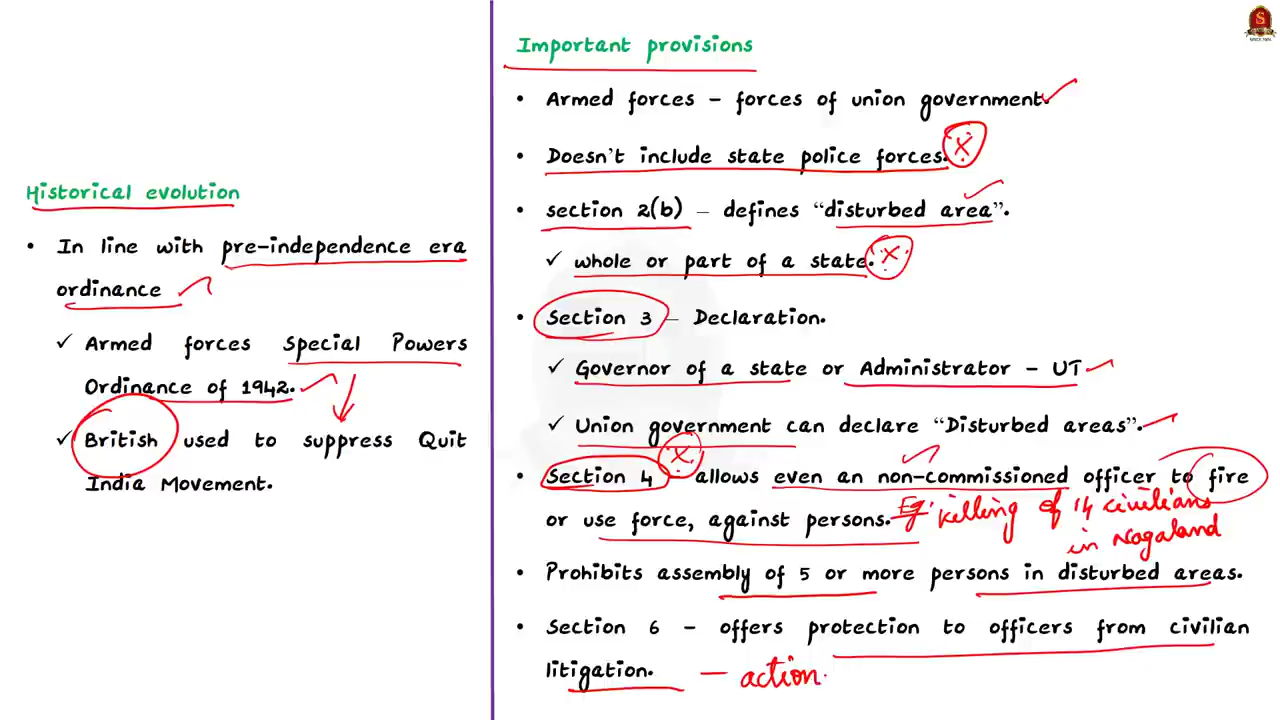 Historical evolution
• In line with pre-independence era
ordinance
✓ Armed forces Special Powers
Ordinance of 1942.
✓ British used to suppress Quit
India Movement.
Important provisions
• Armed forces – forces of union government.
• Doesn't include state police forces.
• section 2(b) – defines “disturbed area”.
✓ whole or part of a state.
• Section 3 – Declaration.
✓ Governor of a state or Administrator – UT
✓ Union government can declare “Disturbed areas”.
• Section 4 – allows even an non-commissioned officer to fire
or use force, against persons. Eg: killing of 14 civilians
in Nagaland
• Prohibits assembly of 5 or more persons in disturbed areas.
• Section 6 – offers protection to officers from civilian
litigation. — action.